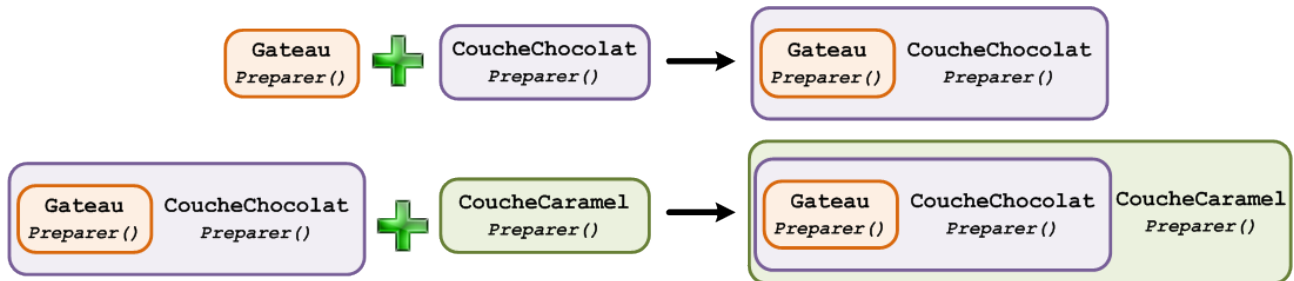 Gateau CoucheChocolat Gateau CoucheChocolat
Preparer() Preparer() Preparer() Preparer()
Gateau CoucheChocolat CoucheCaramel Gateau CoucheChocolat CoucheCaramel
Preparer() Preparer() Preparer() Preparer() Preparer() Preparer()